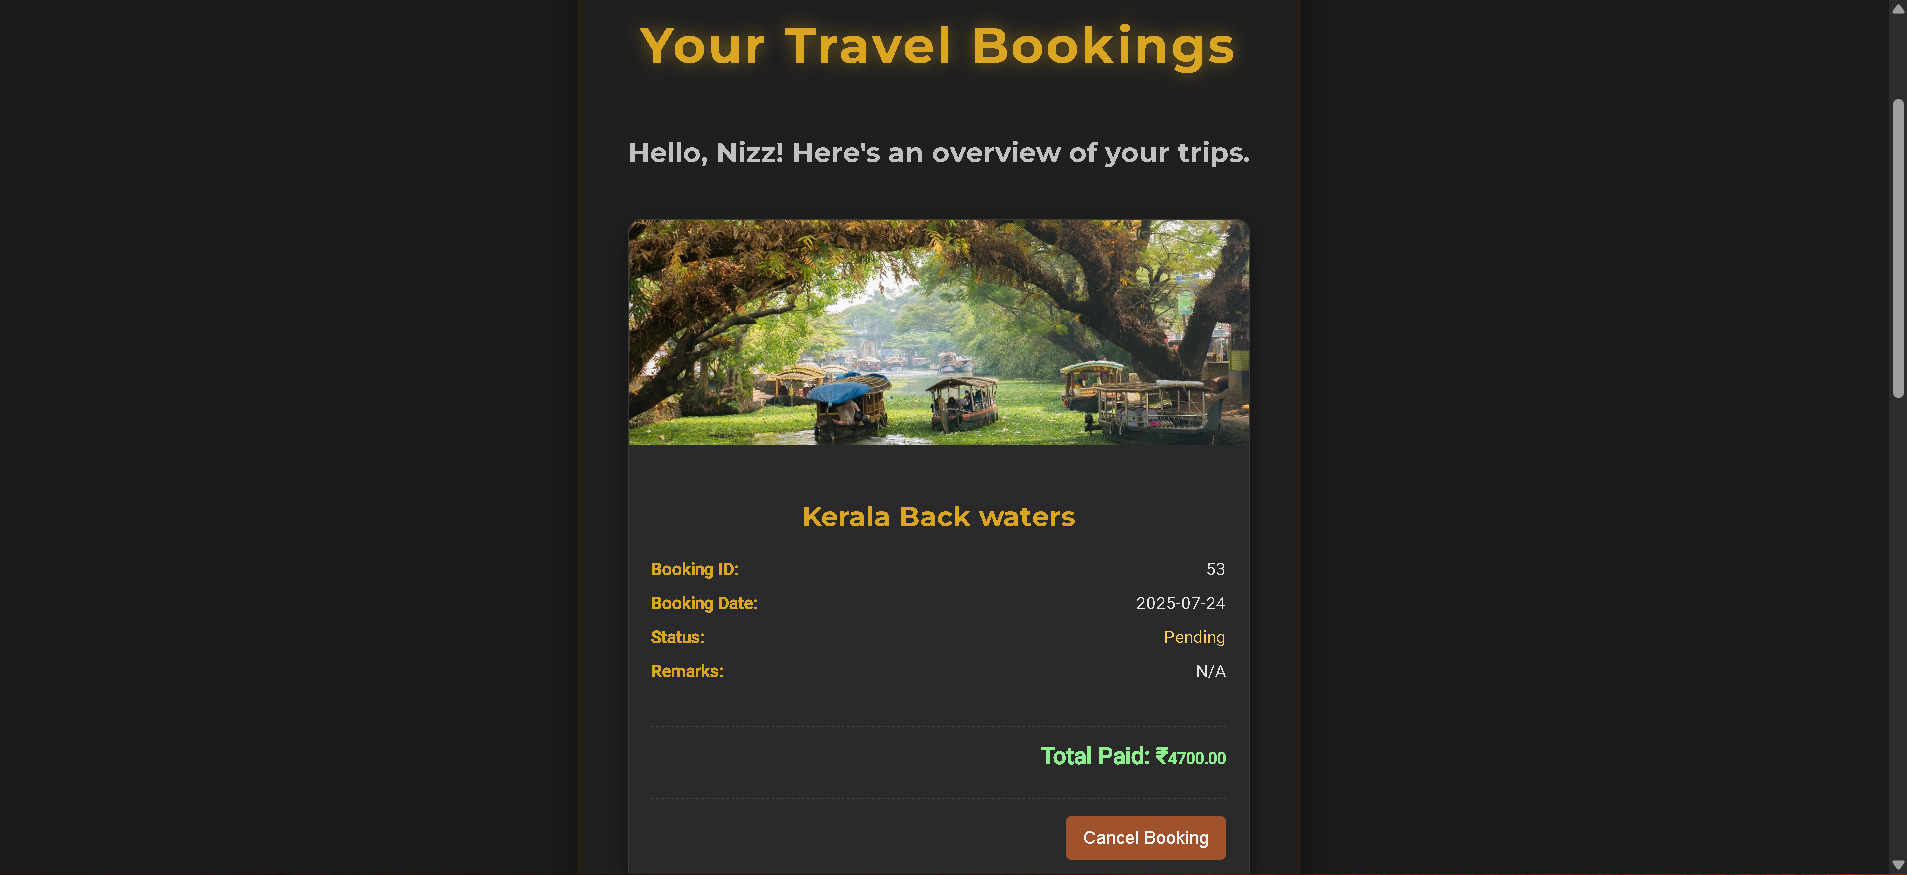 Your Travel Bookings
Hello, Nizz! Here's an overview of your trips.
Kerala Back waters
Booking ID: 53
Booking Date: 2025-07-24
Status: Pending
Remarks: N/A
Total Paid: ₹4700.00
Cancel Booking